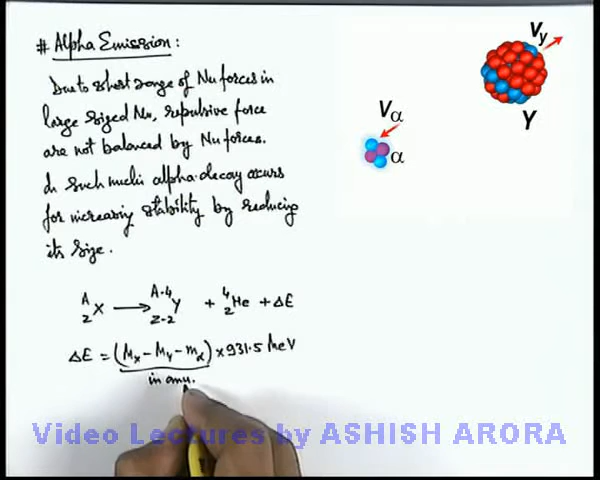 # Alpha Emission :
Due to short range of Nu forces in
large sized Nu, repulsive force
are not balanced by Nu forces.
In such nuclei alpha-decay occurs
for increasing stability by reducing
its size.
A/Z X ⟶ A-4/Z-2 Y + 4/2 He + ΔE
ΔE = (Mx - My - mα) × 931.5 MeV
in amu.
Vy
Y
Vα
α
Video Lectures by ASHISH ARORA